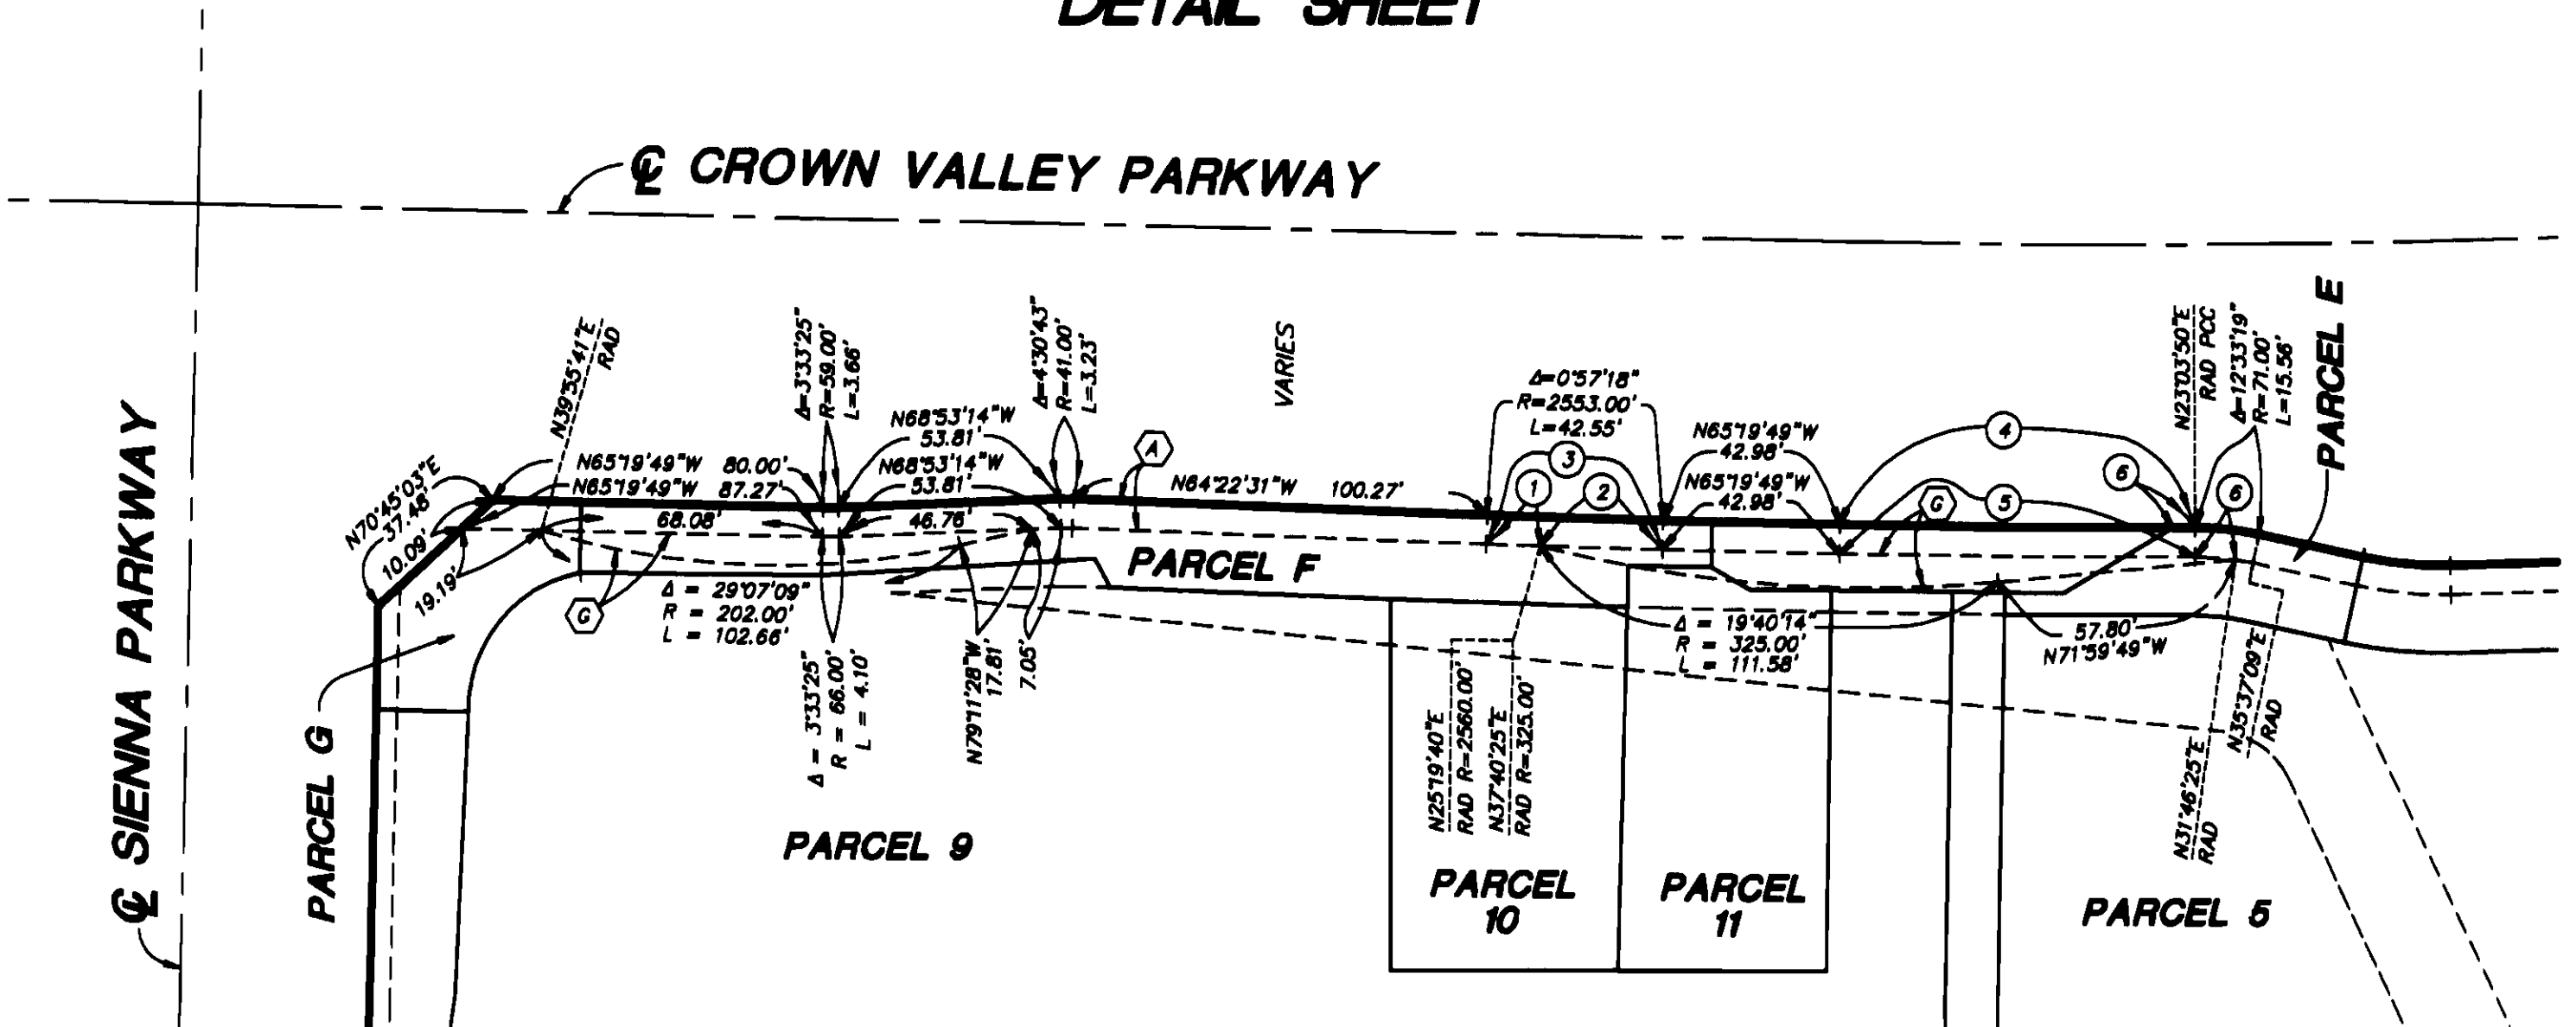 DETAIL SHEET
℄ CROWN VALLEY PARKWAY
℄ SIENNA PARKWAY
N39°55'41"E
RAD
Δ=3°33'25"
R=59.00'
L=3.66'
Δ=4°30'43"
R=41.00'
L=3.23'
VARIES
Δ=0°57'18"
R=2553.00'
L=42.55'
N23°03'50"E
RAD PCC
Δ=12°33'19"
R=71.00'
L=15.56'
PARCEL E
N68°53'14"W
53.81'
N68°53'14"W
53.81'
A
N65°19'49"W
42.98'
N65°19'49"W
42.98'
4
N70°45'03"E
37.48'
10.09'
19.19'
N65°19'49"W 80.00'
N65°19'49"W 87.27'
N64°22'31"W 100.27'
3
1
2
G
5
6
6
68.08'
46.76'
PARCEL F
Δ = 29°07'09"
R = 202.00'
L = 102.66'
G
Δ = 3°33'25"
R = 66.00'
L = 4.10'
N79°11'28"W
17.81'
7.05'
Δ = 19°40'14"
R = 325.00'
L = 111.58'
57.80'
N71°59'49"W
N25°19'40"E
RAD R=2560.00'
N37°40'25"E
RAD R=325.00'
N31°46'25"E
RAD
N35°37'09"E
RAD
PARCEL G
PARCEL 9
PARCEL
10
PARCEL
11
PARCEL 5